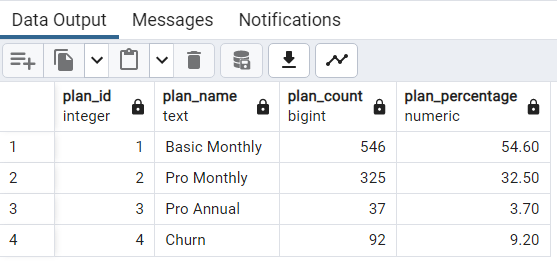 Data Output Messages Notifications
plan_id plan_name plan_count plan_percentage
integer text bigint numeric
1 1 Basic Monthly 546 54.60
2 2 Pro Monthly 325 32.50
3 3 Pro Annual 37 3.70
4 4 Churn 92 9.20